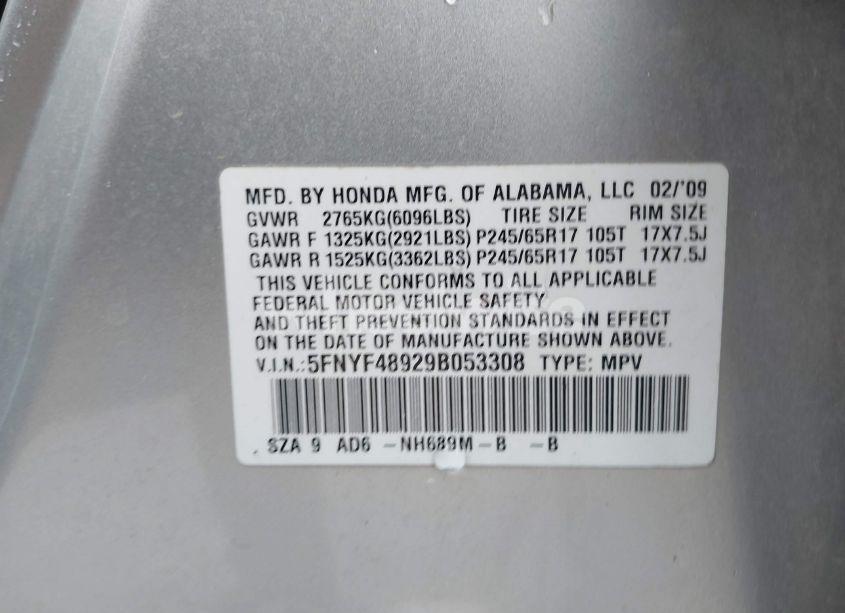 MFD. BY HONDA MFG. OF ALABAMA, LLC 02/'09
GVWR 2765KG(6096LBS) TIRE SIZE RIM SIZE
GAWR F 1325KG(2921LBS) P245/65R17 105T 17X7.5J
GAWR R 1525KG(3362LBS) P245/65R17 105T 17X7.5J
THIS VEHICLE CONFORMS TO ALL APPLICABLE
FEDERAL MOTOR VEHICLE SAFETY
AND THEFT PREVENTION STANDARDS IN EFFECT
ON THE DATE OF MANUFACTURE SHOWN ABOVE.
V.I.N.:5FNYF48929B053308 TYPE: MPV
SZA 9 AD6 -NH689M-B -B